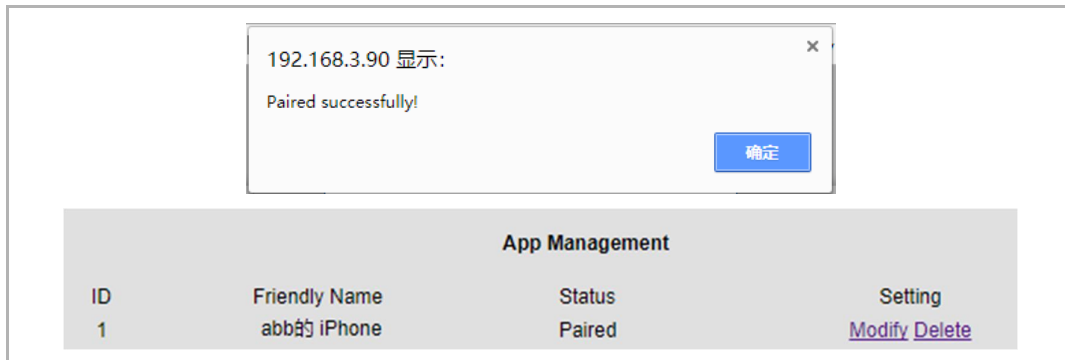 192.168.3.90 显示:
Paired successfully!
确定
App Management
ID Friendly Name Status Setting
1 abb的 iPhone Paired Modify Delete